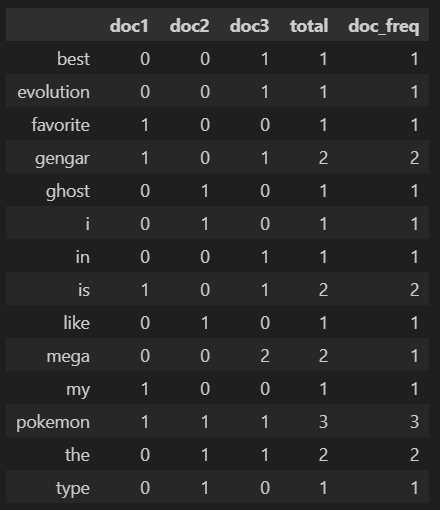 doc1 doc2 doc3 total doc_freq
best 0 0 1 1 1
evolution 0 0 1 1 1
favorite 1 0 0 1 1
gengar 1 0 1 2 2
ghost 0 1 0 1 1
i 0 1 0 1 1
in 0 0 1 1 1
is 1 0 1 2 2
like 0 1 0 1 1
mega 0 0 2 2 1
my 1 0 0 1 1
pokemon 1 1 1 3 3
the 0 1 1 2 2
type 0 1 0 1 1